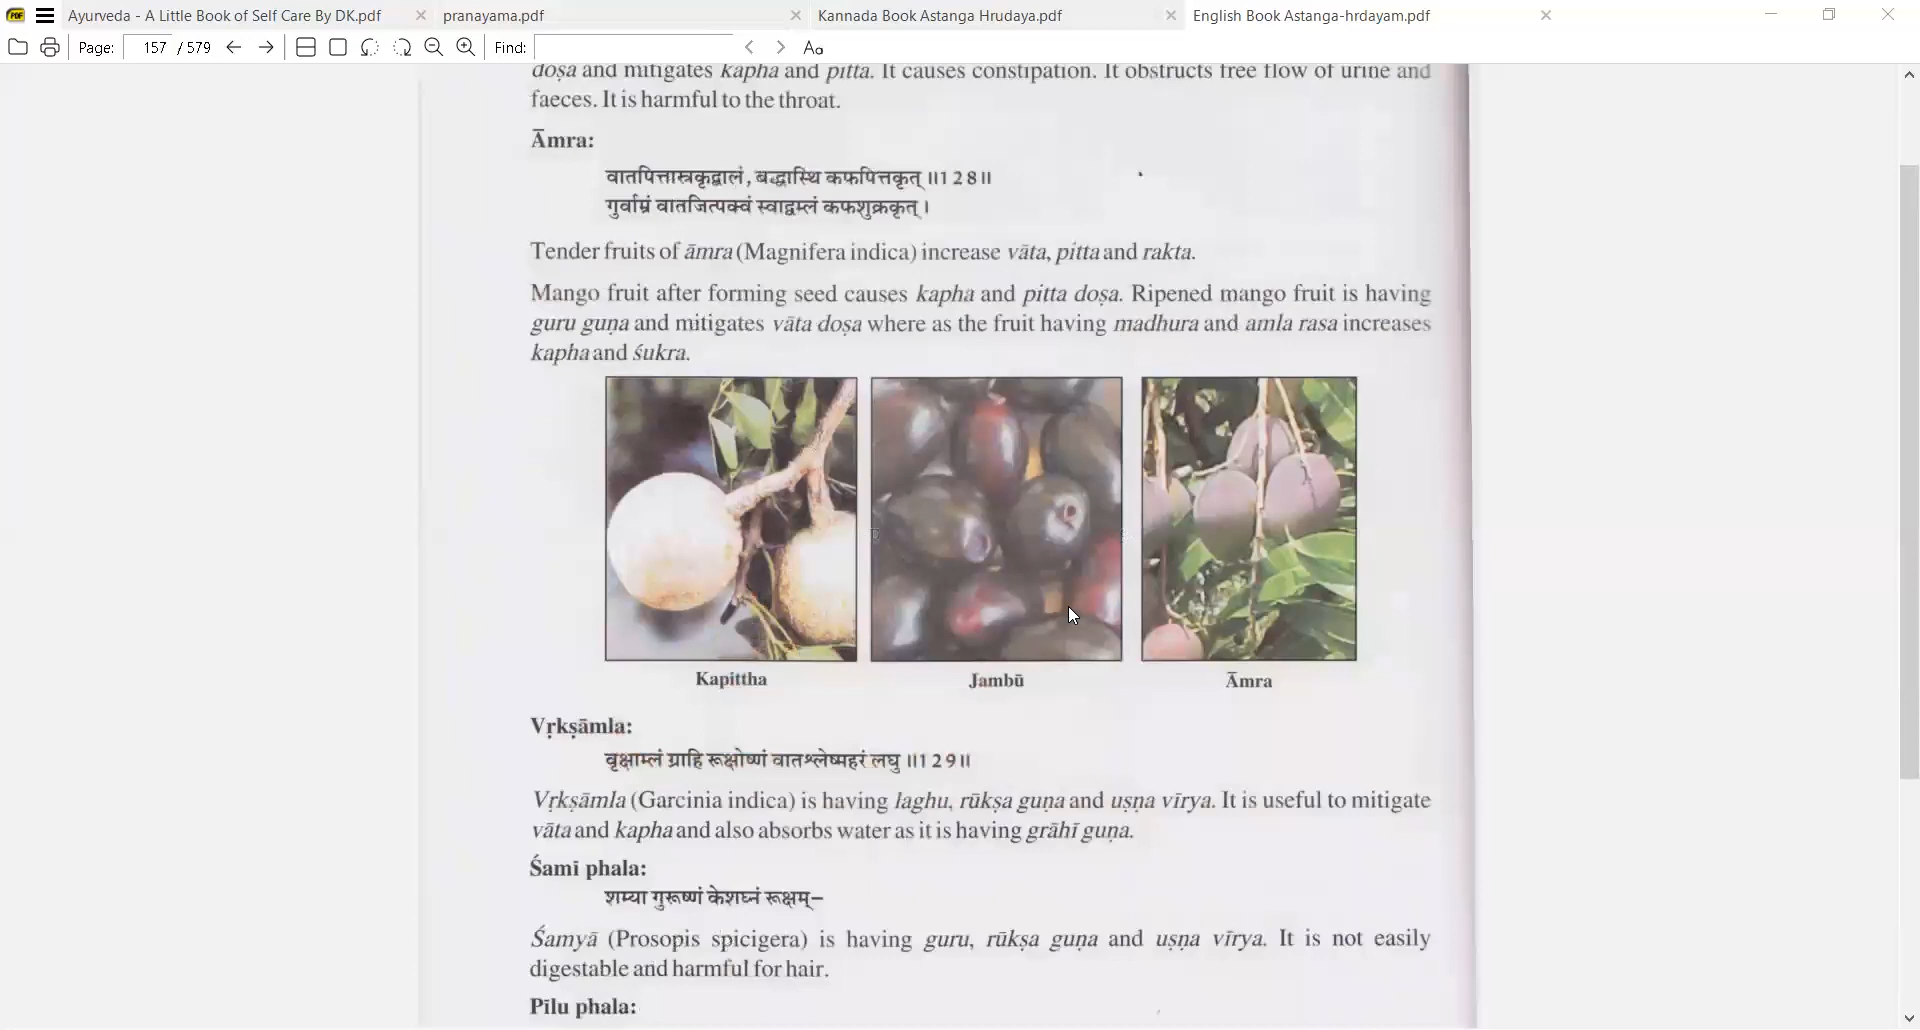 Ayurveda - A Little Book of Self Care By DK.pdf
pranayama.pdf
Kannada Book Astanga Hrudaya.pdf
English Book Astanga-hrdayam.pdf
Page: 157 / 579
Find:
Aa
doṣa and mitigates kapha and pitta. It causes constipation. It obstructs free flow of urine and
faeces. It is harmful to the throat.
Āmra:
वातपित्तास्रकृद्बालं, बद्धास्थि कफपित्तकृत् ॥128॥
गुर्वाम्रं वातजित्पक्वं स्वाद्वम्लं कफशुक्रकृत् ।
Tender fruits of āmra (Magnifera indica) increase vāta, pitta and rakta.
Mango fruit after forming seed causes kapha and pitta doṣa. Ripened mango fruit is having
guru guṇa and mitigates vāta doṣa where as the fruit having madhura and amla rasa increases
kapha and śukra.
Kapittha
Jambū
Āmra
Vṛkṣāmla:
वृक्षाम्लं ग्राहि रूक्षोष्णं वातश्लेष्महरं लघु ॥129॥
Vṛkṣāmla (Garcinia indica) is having laghu, rūkṣa guṇa and uṣṇa vīrya. It is useful to mitigate
vāta and kapha and also absorbs water as it is having grāhī guṇa.
Śamī phala:
शम्या गुरूष्णं केशघ्नं रूक्षम्–
Śamyā (Prosopis spicigera) is having guru, rūkṣa guṇa and uṣṇa vīrya. It is not easily
digestable and harmful for hair.
Pīlu phala: